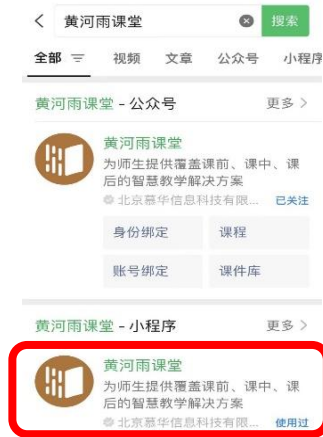 黄河雨课堂
搜索
全部 视频 文章 公众号 小程序
黄河雨课堂 - 公众号 更多 >
黄河雨课堂
为师生提供覆盖课前、课中、课
后的智慧教学解决方案
北京慕华信息科技有限... 已关注
身份绑定 课程
账号绑定 课件库
黄河雨课堂 - 小程序 更多 >
黄河雨课堂
为师生提供覆盖课前、课中、课
后的智慧教学解决方案
北京慕华信息科技有限... 使用过